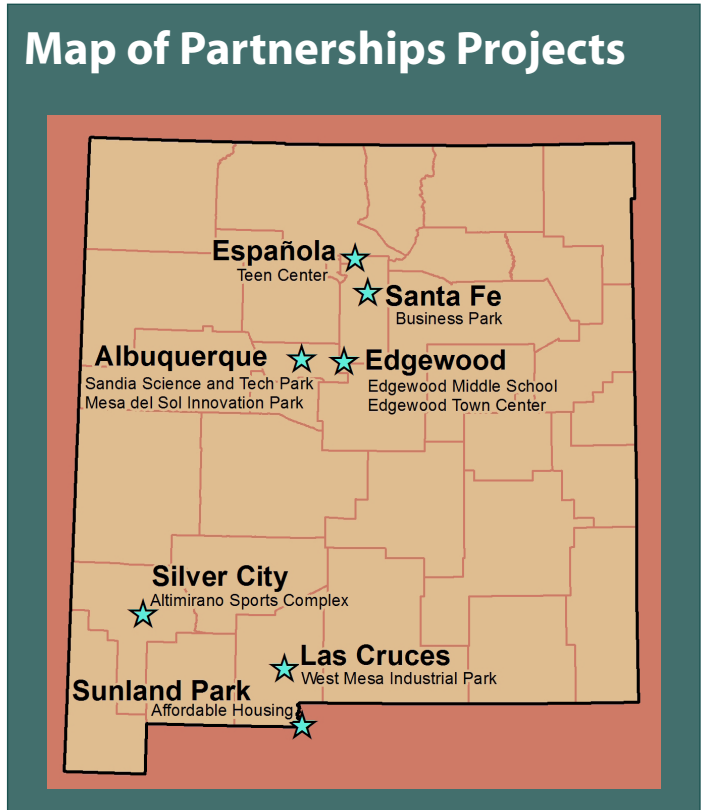 Map of Partnerships Projects
Española
Teen Center
Santa Fe
Business Park
Albuquerque
Sandia Science and Tech Park
Mesa del Sol Innovation Park
Edgewood
Edgewood Middle School
Edgewood Town Center
Silver City
Altimirano Sports Complex
Las Cruces
West Mesa Industrial Park
Sunland Park
Affordable Housing